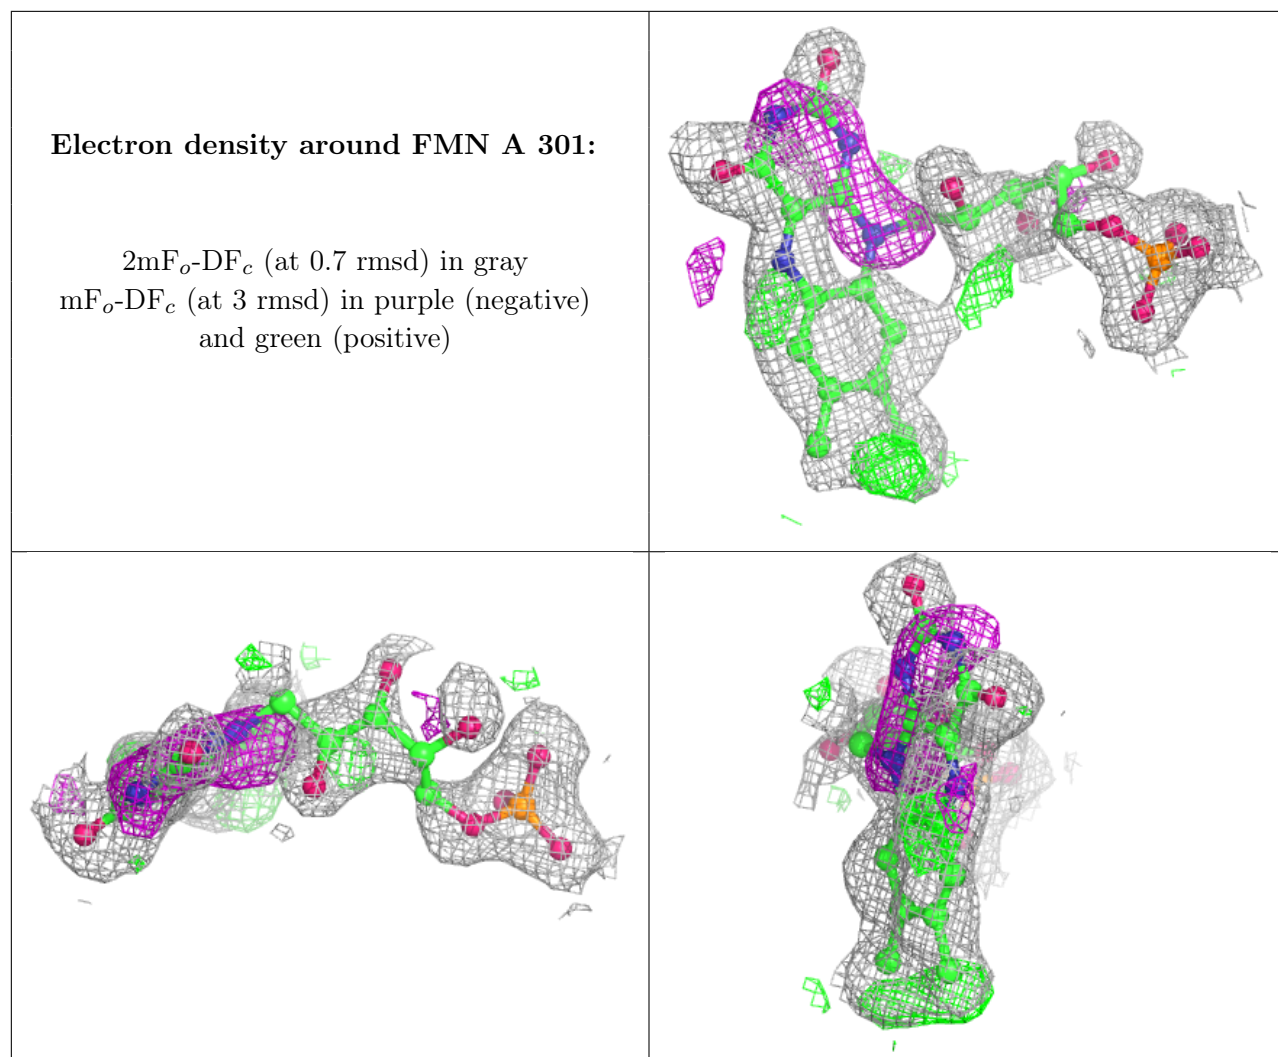 Electron density around FMN A 301:
2mFo-DFc (at 0.7 rmsd) in gray
mFo-DFc (at 3 rmsd) in purple (negative)
and green (positive)